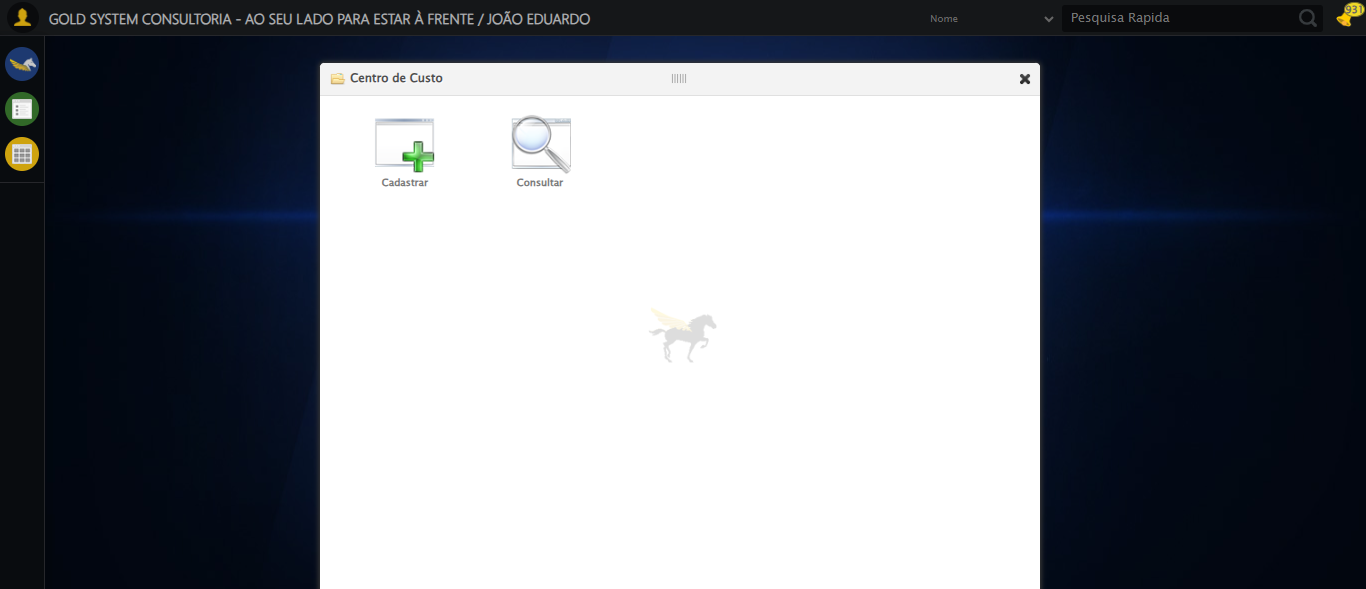 GOLD SYSTEM CONSULTORIA - AO SEU LADO PARA ESTAR À FRENTE / JOÃO EDUARDO
Nome
Pesquisa Rapida
931
Centro de Custo
Cadastrar
Consultar